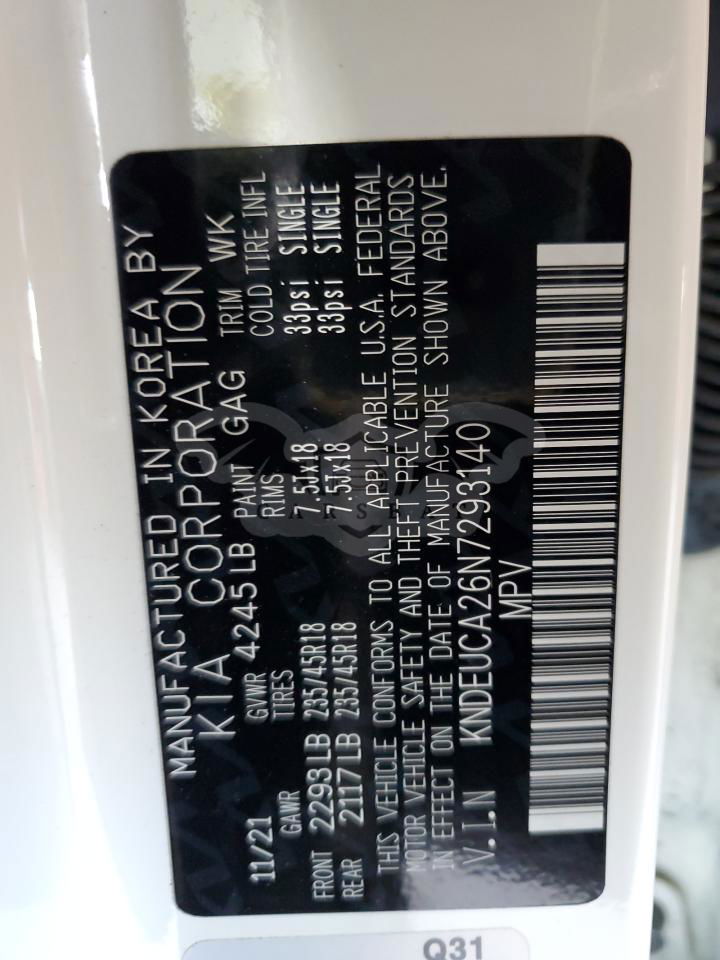 MANUFACTURED IN KOREA BY
KIA CORPORATION
11/21 GVWR 4245LB PAINT GAG TRIM WK
GAWR TIRES RIMS COLD TIRE INFL
FRONT 2293LB 235/45R18 7.5Jx18 33psi SINGLE
REAR 2117LB 235/45R18 7.5Jx18 33psi SINGLE
THIS VEHICLE CONFORMS TO ALL APPLICABLE U.S.A. FEDERAL
MOTOR VEHICLE SAFETY AND THEFT PREVENTION STANDARDS
IN EFFECT ON THE DATE OF MANUFACTURE SHOWN ABOVE.
V.I.N KNDEUCA26N7293140
MPV
Q31